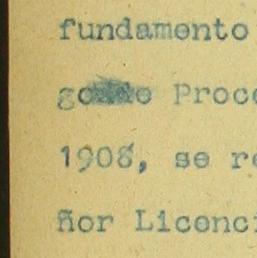 fundamento
Proc
1908, se r
ñor Licenc